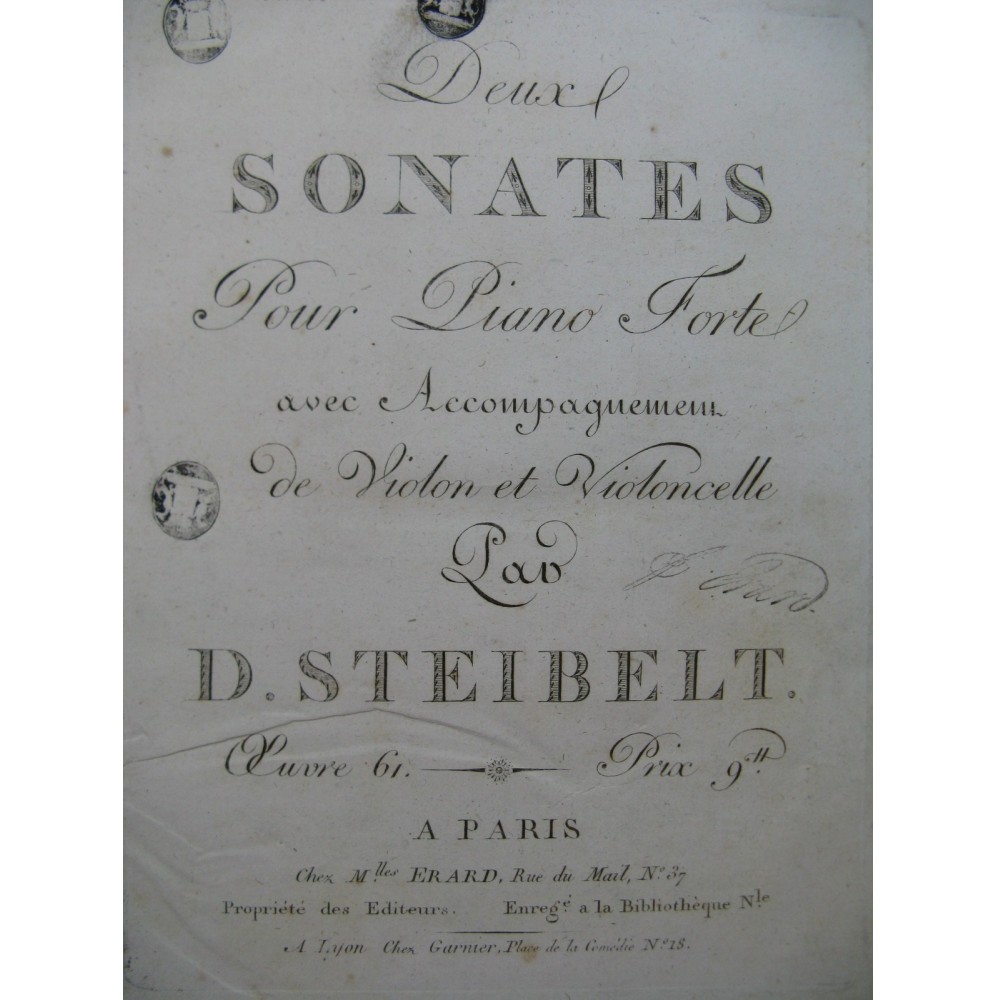 Deux
SONATES
Pour Piano Forte
avec Accompagnement
de Violon et Violoncelle
Par
D. STEIBELT.
Œuvre 61. Prix 9.tt
A PARIS
Chez M.lles ERARD, Rue du Mail, N.o 37
Propriété des Editeurs. Enreg.é a la Bibliothèque N.le
A Lyon Chez Garnier, Place de la Comédie N.o 18.